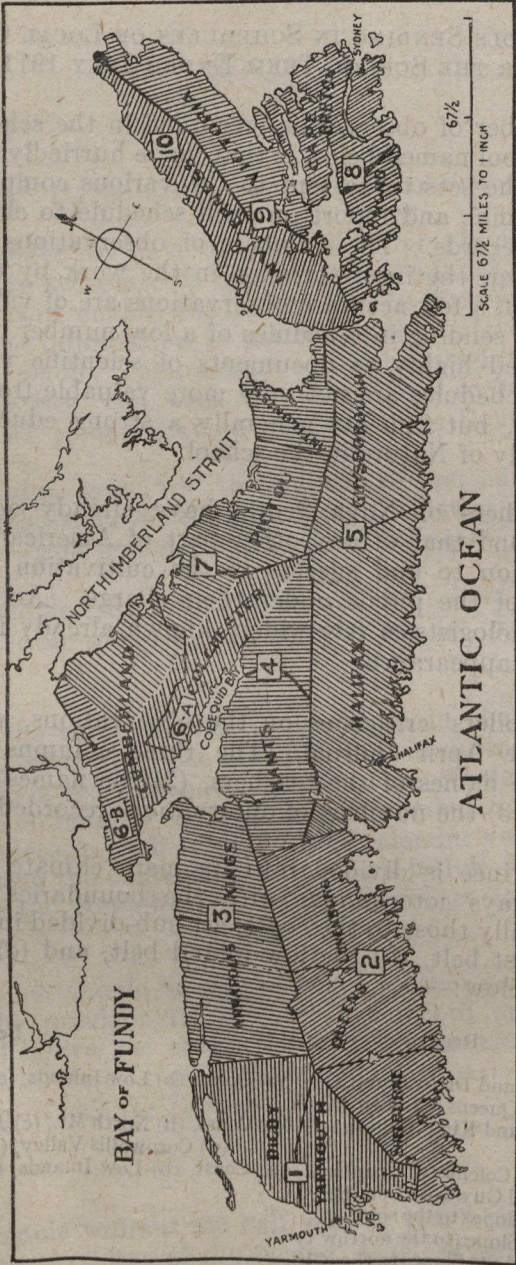 BAY OF FUNDY
NORTHUMBERLAND STRAIT
ATLANTIC OCEAN
W
S
YARMOUTH
1
DIGBY
YARMOUTH
SHELBURNE
2
QUEENS
LUNENBURG
3
ANNAPOLIS
KINGS
4
HANTS
COBEQUID BAY
HALIFAX
HALIFAX
5
GUYSBOROUGH
6-A
COLCHESTER
6-B
CUMBERLAND
7
PICTOU
ANTIGONISH
8
RICHMOND
CAPE BRETON
SYDNEY
9
INVERNESS
VICTORIA
10
67½
SCALE 67½ MILES TO 1 INCH